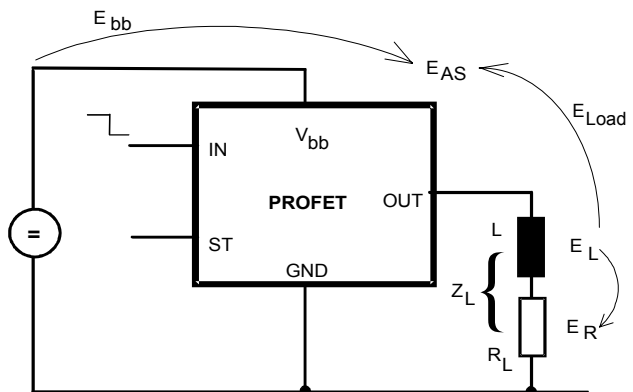 E bb
E AS
E Load
IN
V bb
PROFET
OUT
=
ST
GND
L
E L
Z L
{
E R
R L